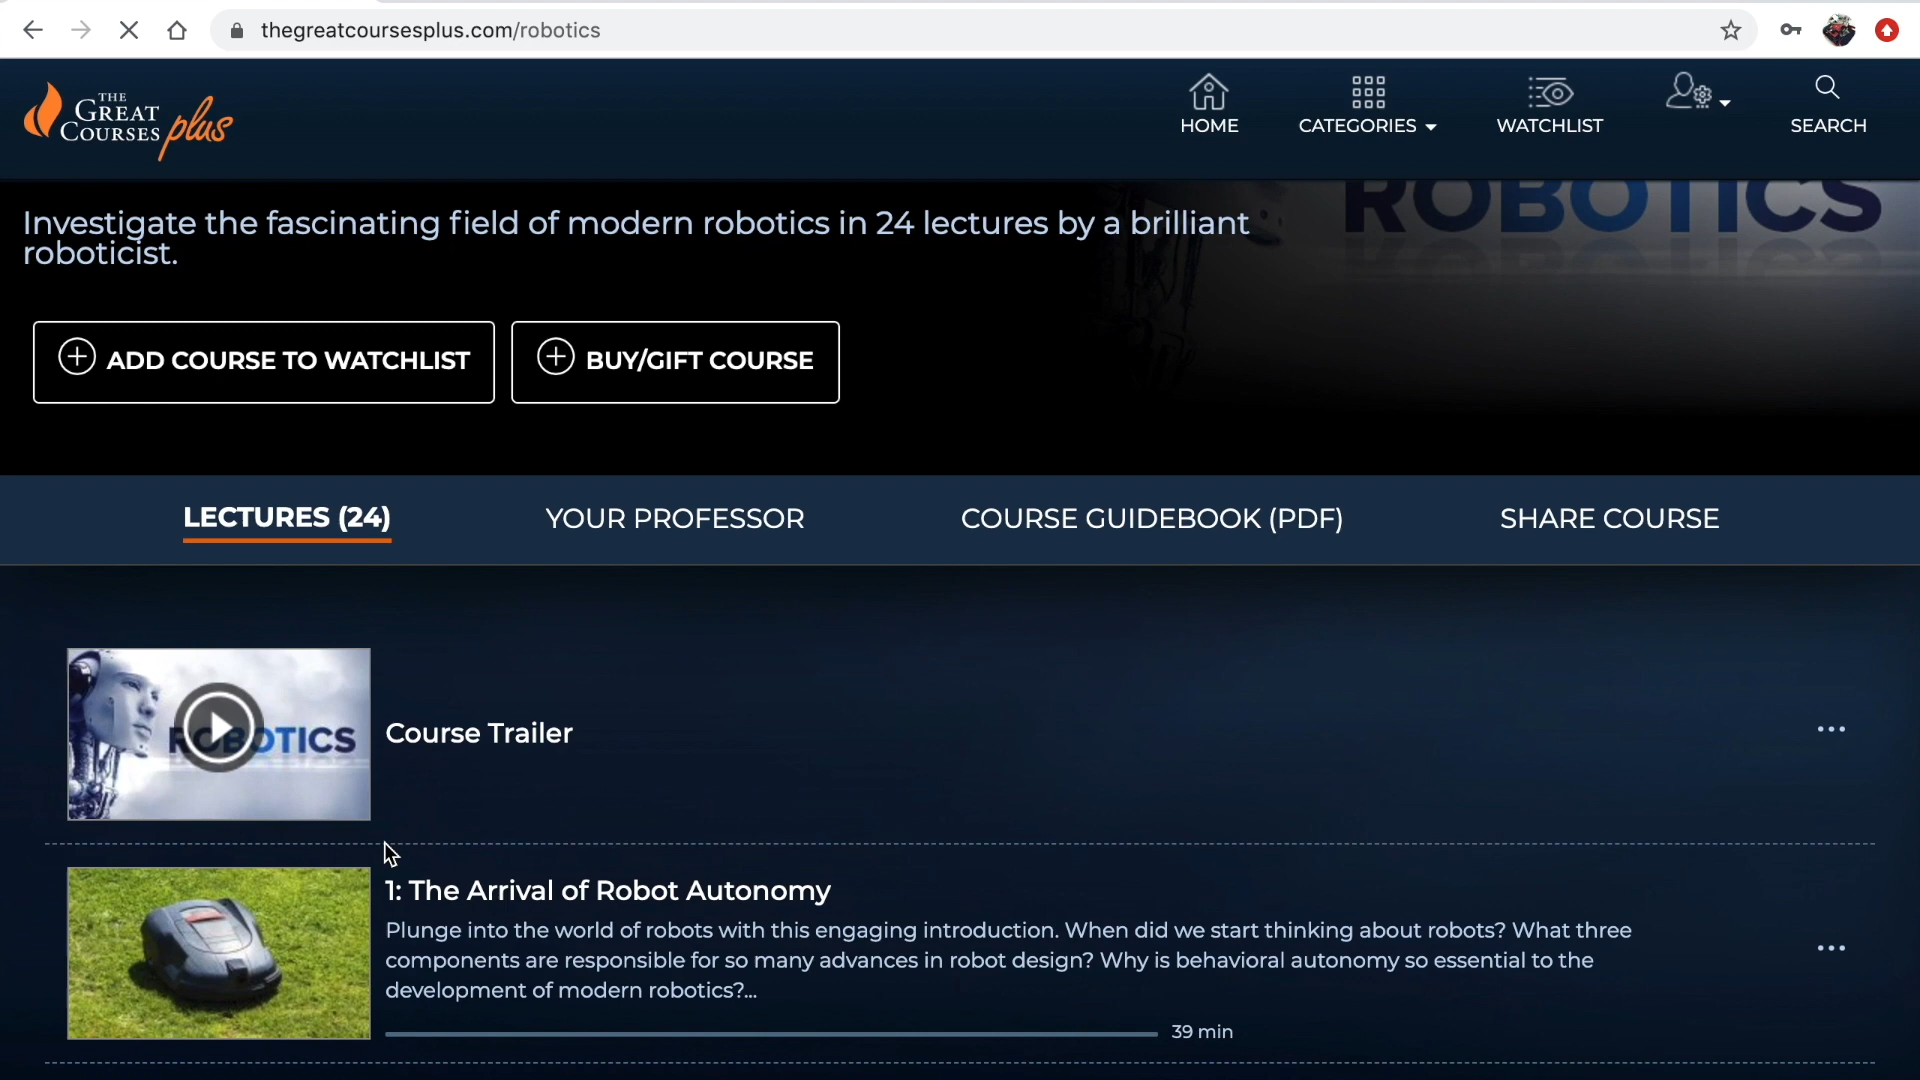 thegreatcoursesplus.com/robotics
THE
GREAT
COURSES plus
HOME
CATEGORIES
WATCHLIST
SEARCH
ROBOTICS
Investigate the fascinating field of modern robotics in 24 lectures by a brilliant
roboticist.
ADD COURSE TO WATCHLIST
BUY/GIFT COURSE
LECTURES (24)
YOUR PROFESSOR
COURSE GUIDEBOOK (PDF)
SHARE COURSE
ROBOTICS
Course Trailer
1: The Arrival of Robot Autonomy
Plunge into the world of robots with this engaging introduction. When did we start thinking about robots? What three
components are responsible for so many advances in robot design? Why is behavioral autonomy so essential to the
development of modern robotics?...
39 min